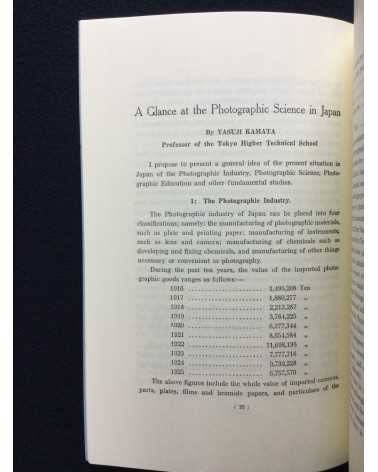 A Glance at the Photographic Science in Japan
By YASUJI KAMATA
Professor of the Tokyo Higher Technical School
I propose to present a general idea of the present situation in
Japan of the Photographic Industry, Photographic Science, Photo-
graphic Education and other fundamental studies.
1: The Photographic Industry.
The Photographic industry of Japan can be placed into four
classifications; namely: the manufacturing of photographic materials,
such as plate and printing paper; manufacturing of instruments,
such as lens and camera; manufacturing of chemicals such as
developing and fixing chemicals, and manufacturing of other things
necessary or convenient in photography.
During the past ten years, the value of the imported photo-
graphic goods ranges as follows:—
1916 ........................ 1,495,208 Yen
1917 ........................ 1,880,277 „
1918 ........................ 2,213,287 „
1919 ........................ 3,764,225 „
1920 ........................ 6,277,344 „
1921 ........................ 8,654,584 „
1922 ........................ 11,698,195 „
1923 ........................ 7,777,716 „
1924 ........................ 9,739,228 „
1925 ........................ 5,757,570 „
The above figures include the whole value of imported cameras,
parts, plates, films and bromide papers, and particulars of the